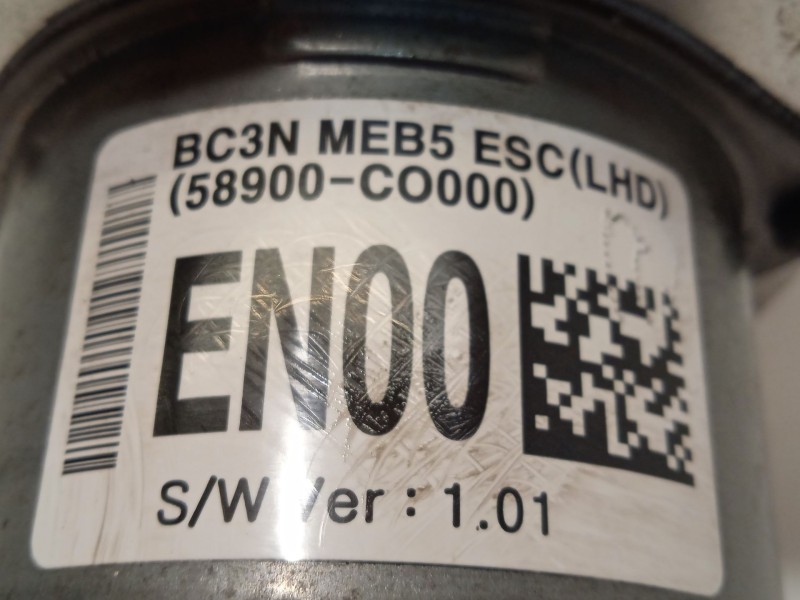 BC3N MEB5 ESC(LHD)
(58900-CO000)
EN00
S/W Ver : 1.01